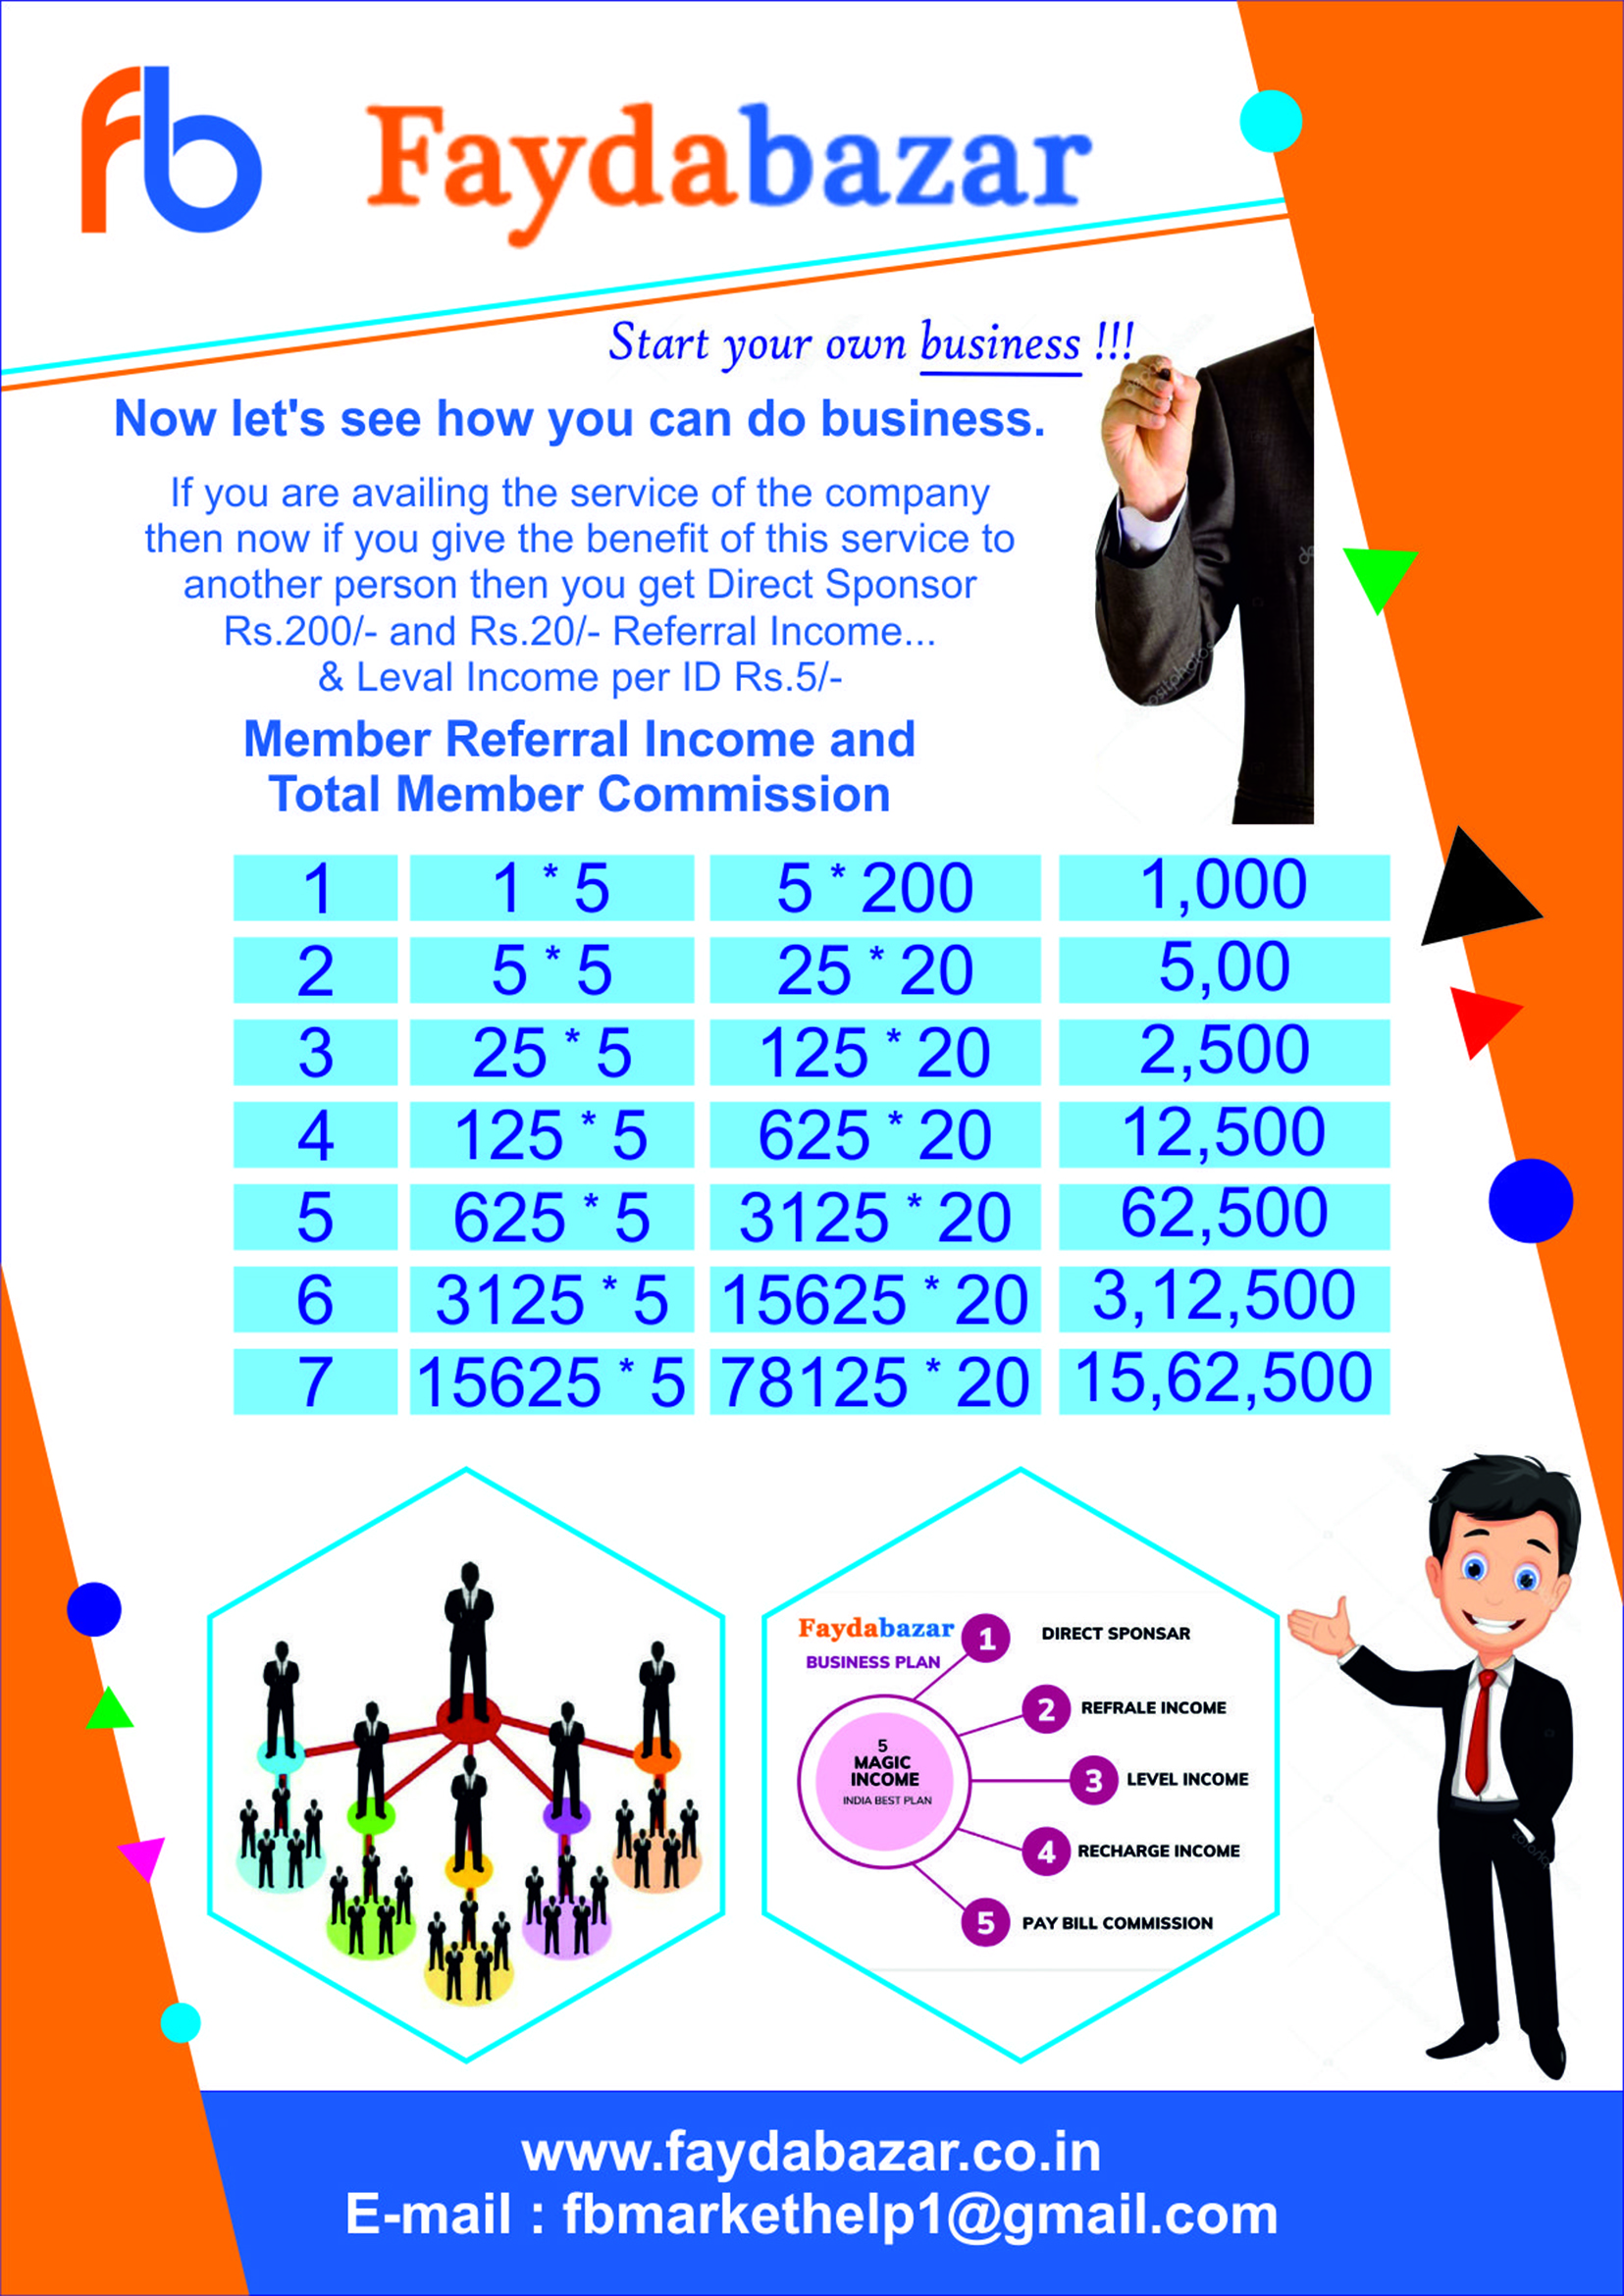 fb
Faydabazar
Start your own business !!!
Now let's see how you can do business.
If you are availing the service of the company
then now if you give the benefit of this service to
another person then you get Direct Sponsor
Rs.200/- and Rs.20/- Referral Income...
& Leval Income per ID Rs.5/-
Member Referral Income and
Total Member Commission
1 1 * 5 5 * 200 1,000
2 5 * 5 25 * 20 5,00
3 25 * 5 125 * 20 2,500
4 125 * 5 625 * 20 12,500
5 625 * 5 3125 * 20 62,500
6 3125 * 5 15625 * 20 3,12,500
7 15625 * 5 78125 * 20 15,62,500
Faydabazar
BUSINESS PLAN
5
MAGIC
INCOME
INDIA BEST PLAN
1 DIRECT SPONSAR
2 REFRALE INCOME
3 LEVEL INCOME
4 RECHARGE INCOME
5 PAY BILL COMMISSION
www.faydabazar.co.in
E-mail : fbmarkethelp1@gmail.com